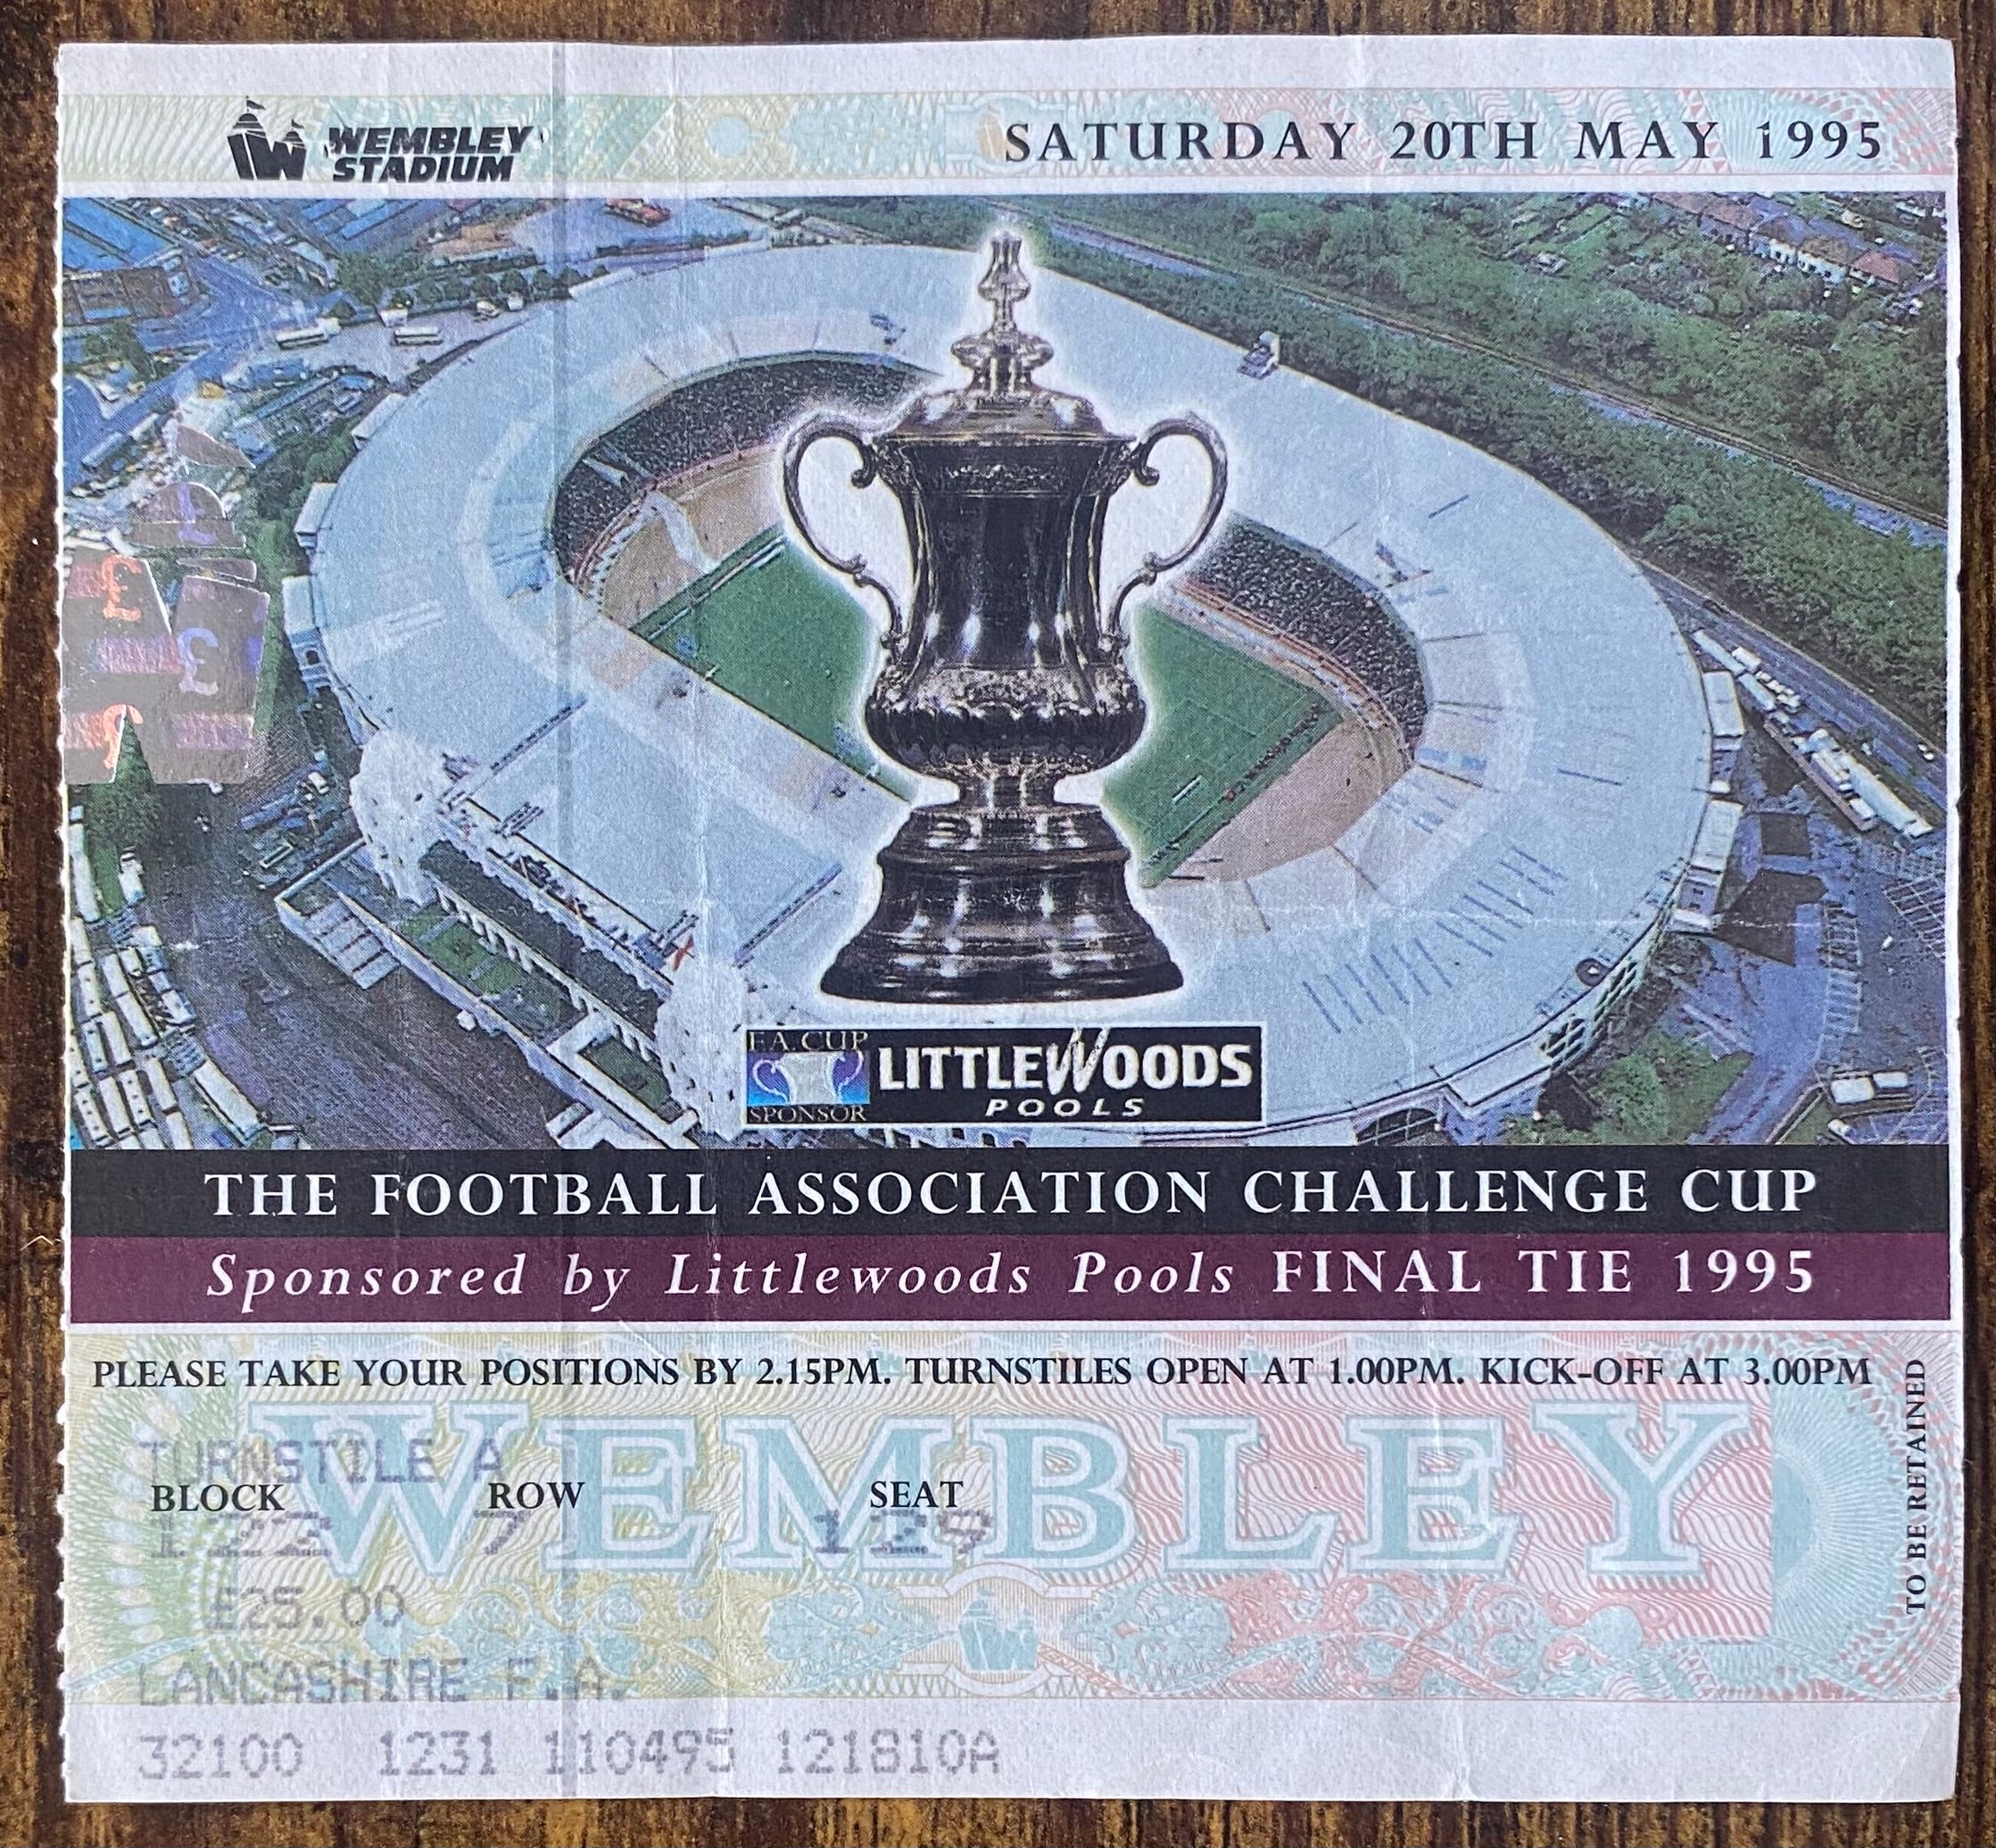 WEMBLEY
STADIUM
SATURDAY 20TH MAY 1995
F.A. CUP
SPONSOR
LITTLEWOODS
POOLS
THE FOOTBALL ASSOCIATION CHALLENGE CUP
Sponsored by Littlewoods Pools FINAL TIE 1995
PLEASE TAKE YOUR POSITIONS BY 2.15PM. TURNSTILES OPEN AT 1.00PM. KICK-OFF AT 3.00PM
WEMBLEY
TURNSTILE A
BLOCK ROW SEAT
122 7 129
£25.00
LANCASHIRE F.A.
32100 1231 110495 121810A
TO BE RETAINED